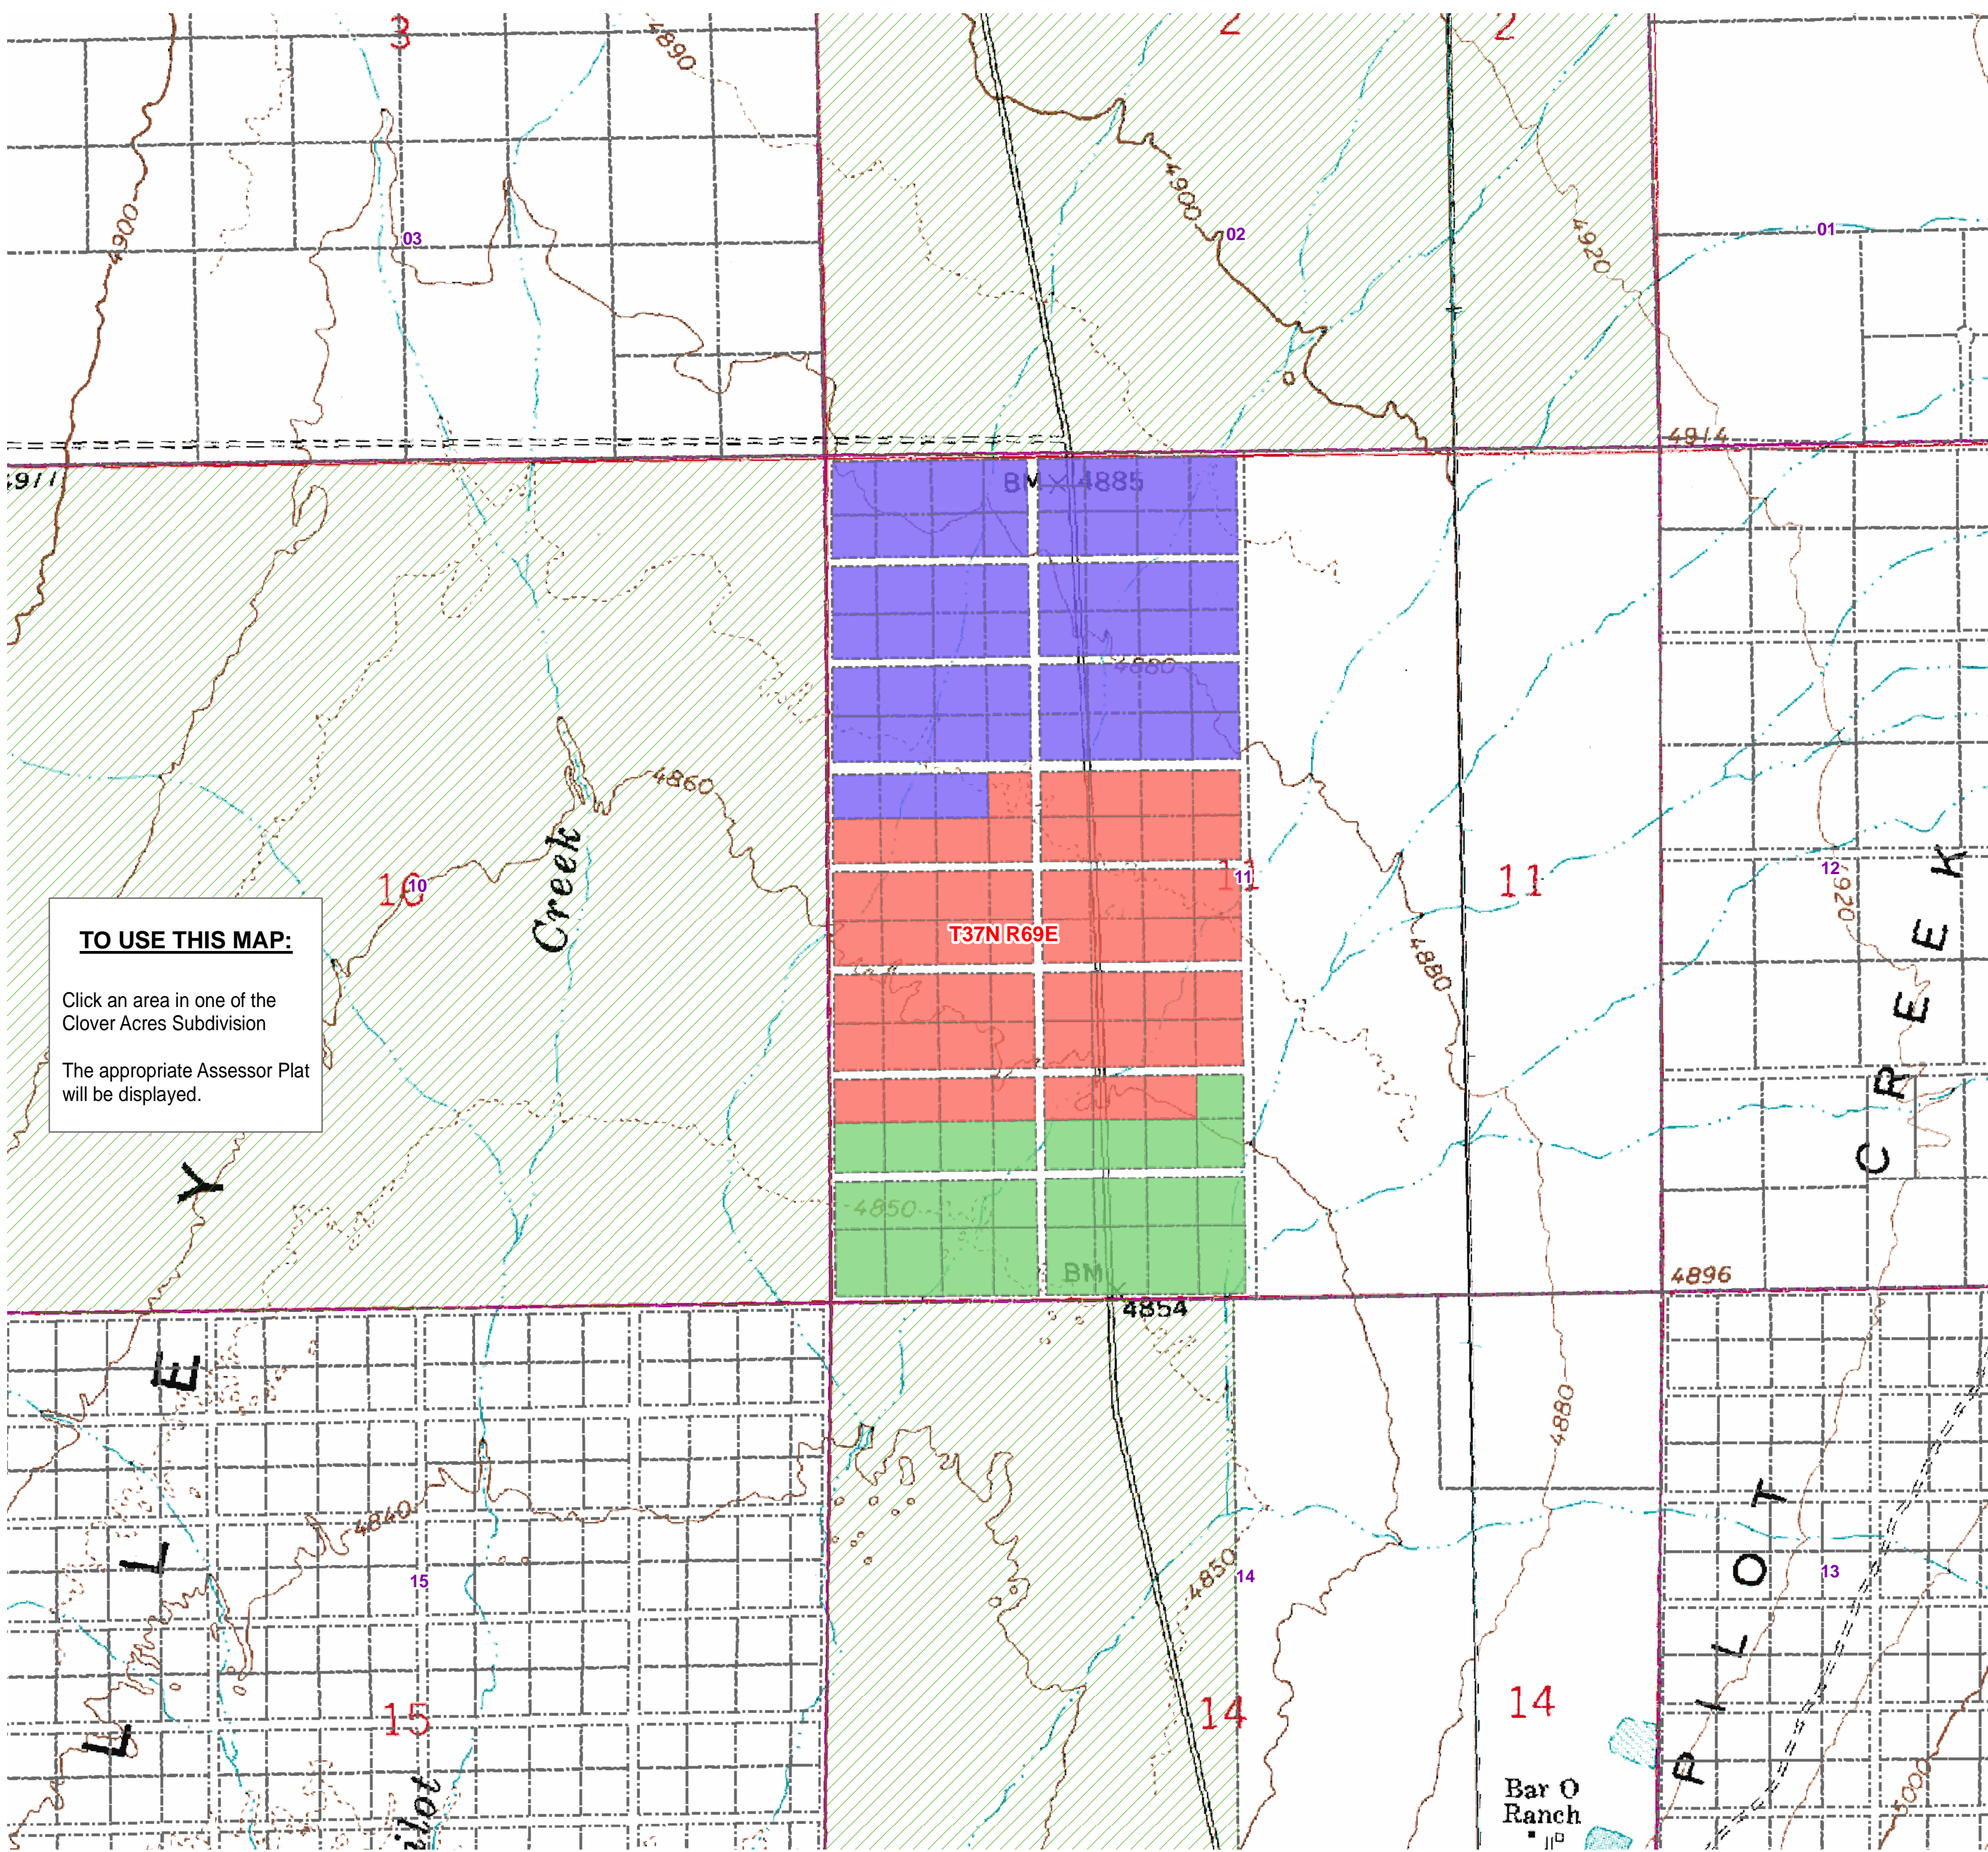 3
2
2
4890
4900
4900
4920
03
02
01
4914
4977
BM
4885
4880
4860
Creek
10
10
11
11
11
12
T37N R69E
4880
4920
TO USE THIS MAP:
Click an area in one of the
Clover Acres Subdivision
The appropriate Assessor Plat
will be displayed.
4850
BM
4854
4896
4880
4840
4850
15
14
13
15
14
14
Bar O
Ranch
5000
L L E Y
PILOT CREEK